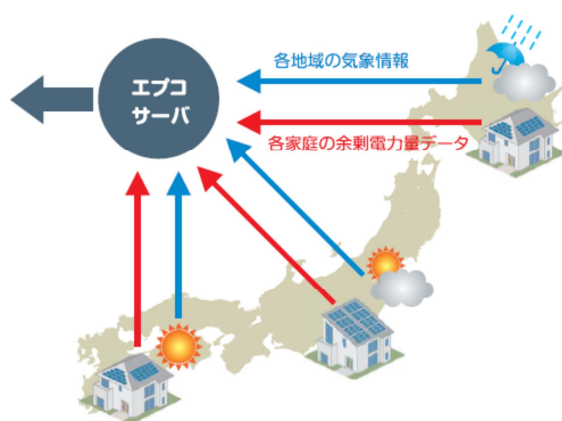 エプコ
サーバ
各地域の気象情報
各家庭の余剰電力量データ